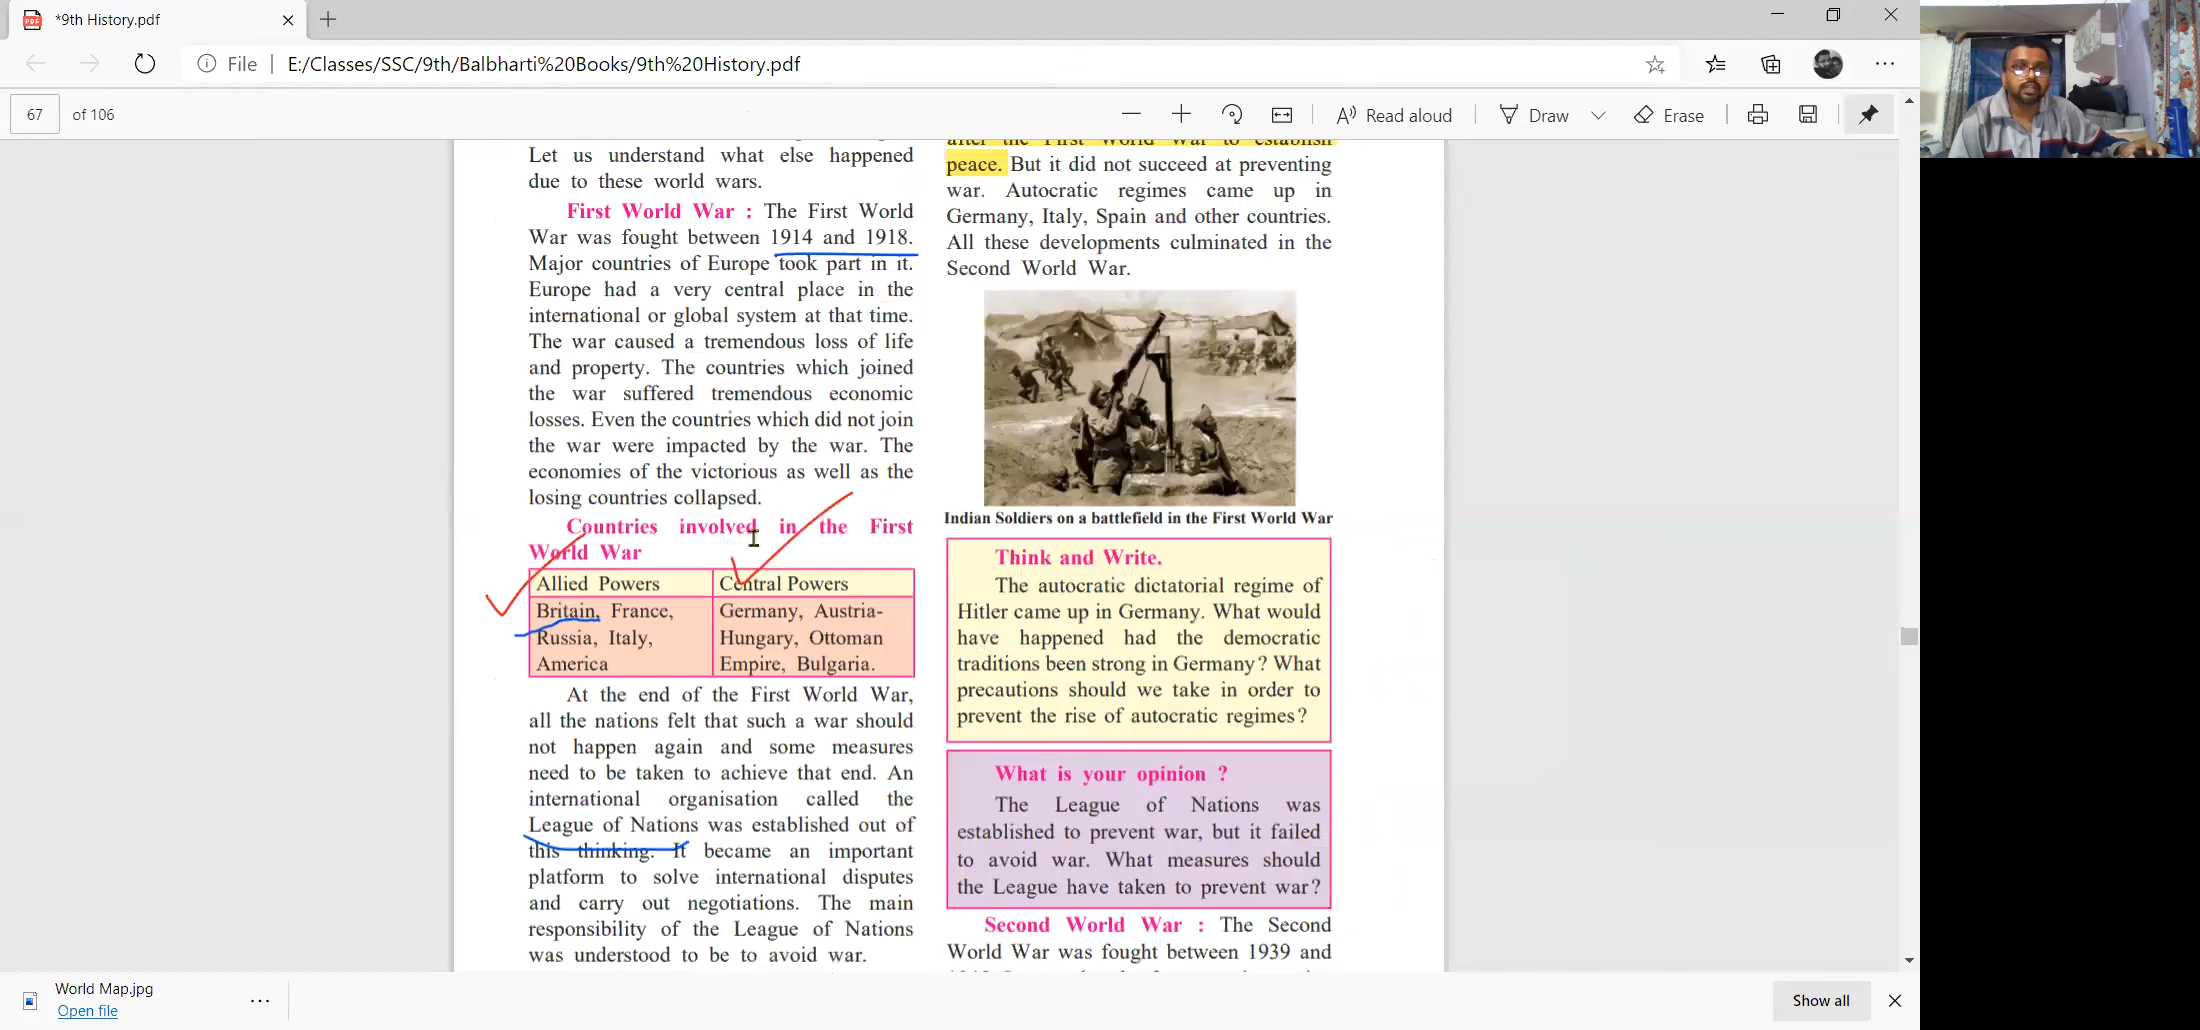 *9th History.pdf
File
E:/Classes/SSC/9th/Balbharti%20Books/9th%20History.pdf
67 of 106
Read aloud
Draw
Erase
Let us understand what else happened
due to these world wars.
First World War : The First World
War was fought between 1914 and 1918.
Major countries of Europe took part in it.
Europe had a very central place in the
international or global system at that time.
The war caused a tremendous loss of life
and property. The countries which joined
the war suffered tremendous economic
losses. Even the countries which did not join
the war were impacted by the war. The
economies of the victorious as well as the
losing countries collapsed.
Countries involved in the First
World War
Allied Powers
Central Powers
Britain, France,
Russia, Italy,
America
Germany, Austria-
Hungary, Ottoman
Empire, Bulgaria.
At the end of the First World War,
all the nations felt that such a war should
not happen again and some measures
need to be taken to achieve that end. An
international organisation called the
League of Nations was established out of
this thinking. It became an important
platform to solve international disputes
and carry out negotiations. The main
responsibility of the League of Nations
was understood to be to avoid war.
after the First World War to establish
peace. But it did not succeed at preventing
war. Autocratic regimes came up in
Germany, Italy, Spain and other countries.
All these developments culminated in the
Second World War.
Indian Soldiers on a battlefield in the First World War
Think and Write.
The autocratic dictatorial regime of
Hitler came up in Germany. What would
have happened had the democratic
traditions been strong in Germany? What
precautions should we take in order to
prevent the rise of autocratic regimes?
What is your opinion ?
The League of Nations was
established to prevent war, but it failed
to avoid war. What measures should
the League have taken to prevent war?
Second World War : The Second
World War was fought between 1939 and
World Map.jpg
Open file
Show all